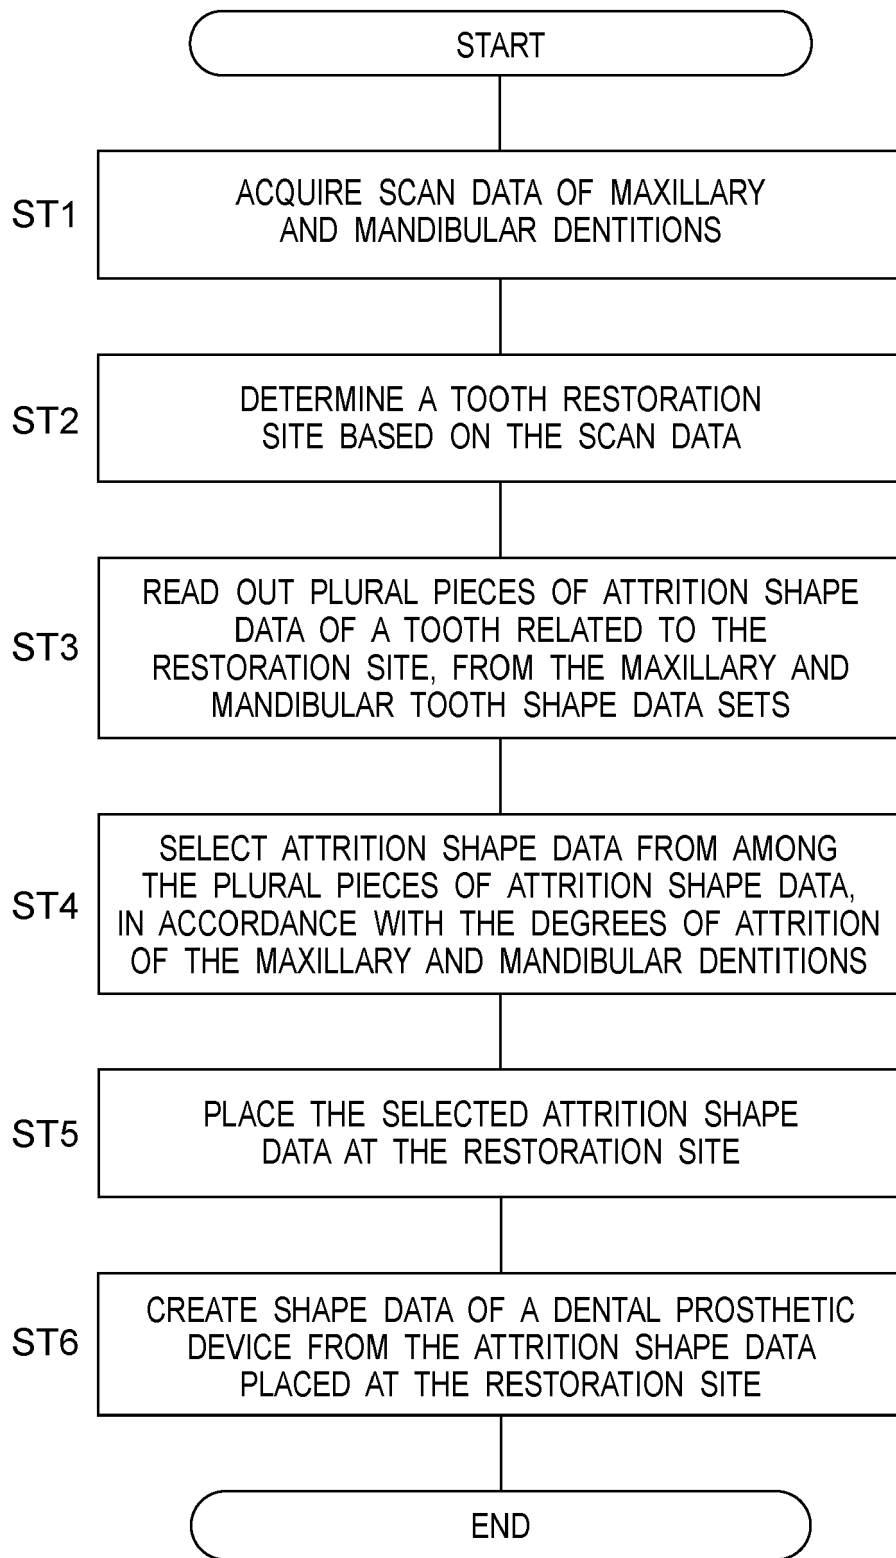 START
ST1
ACQUIRE SCAN DATA OF MAXILLARY
AND MANDIBULAR DENTITIONS
ST2
DETERMINE A TOOTH RESTORATION
SITE BASED ON THE SCAN DATA
ST3
READ OUT PLURAL PIECES OF ATTRITION SHAPE
DATA OF A TOOTH RELATED TO THE
RESTORATION SITE, FROM THE MAXILLARY AND
MANDIBULAR TOOTH SHAPE DATA SETS
ST4
SELECT ATTRITION SHAPE DATA FROM AMONG
THE PLURAL PIECES OF ATTRITION SHAPE DATA,
IN ACCORDANCE WITH THE DEGREES OF ATTRITION
OF THE MAXILLARY AND MANDIBULAR DENTITIONS
ST5
PLACE THE SELECTED ATTRITION SHAPE
DATA AT THE RESTORATION SITE
ST6
CREATE SHAPE DATA OF A DENTAL PROSTHETIC
DEVICE FROM THE ATTRITION SHAPE DATA
PLACED AT THE RESTORATION SITE
END